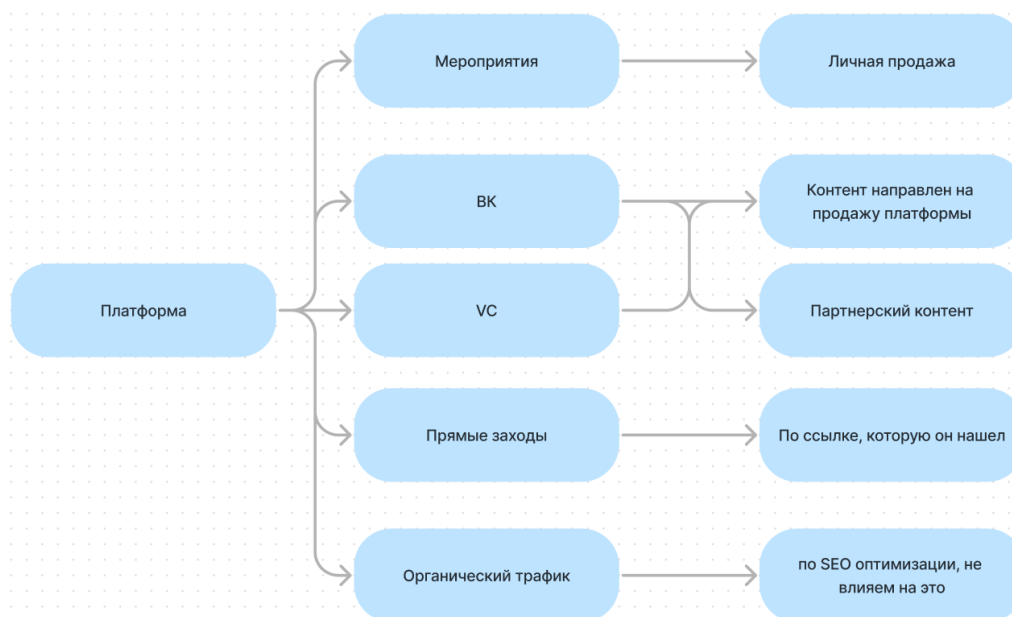 Мероприятия
Личная продажа
ВК
Контент направлен на
продажу платформы
Платформа
VC
Партнерский контент
Прямые заходы
По ссылке, которую он нашел
Органический трафик
по SEO оптимизации, не
влияем на это